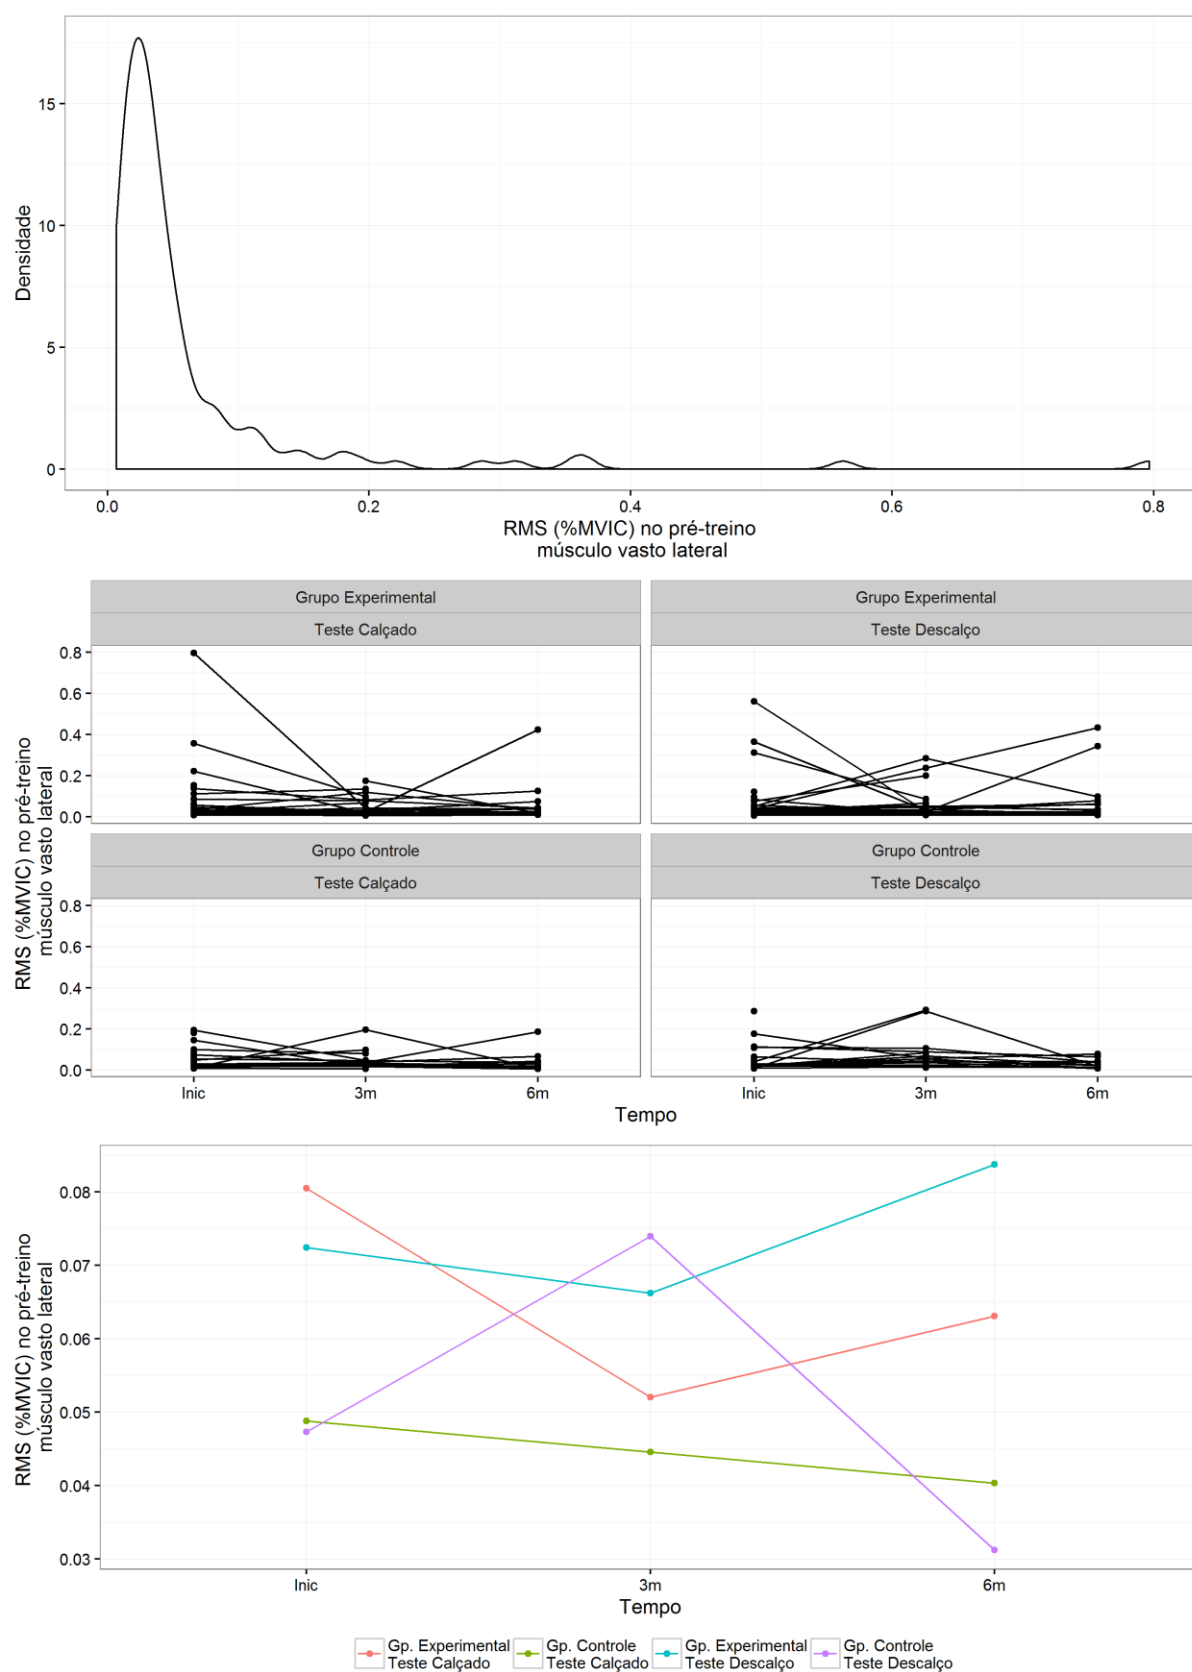 Densidade
15
10
5
0
0.0 0.2 0.4 0.6 0.8
RMS (%MVIC) no pré-treino
músculo vasto lateral
Grupo Experimental Grupo Experimental
Teste Calçado Teste Descalço
0.8
0.6
0.4
0.2
0.0
RMS (%MVIC) no pré-treino
músculo vasto lateral
Grupo Controle Grupo Controle
Teste Calçado Teste Descalço
0.8
0.6
0.4
0.2
0.0
Inic 3m 6m Inic 3m 6m
Tempo
RMS (%MVIC) no pré-treino
músculo vasto lateral
0.08
0.07
0.06
0.05
0.04
0.03
Inic 3m 6m
Tempo
Gp. Experimental Gp. Controle Gp. Experimental Gp. Controle
Teste Calçado Teste Calçado Teste Descalço Teste Descalço